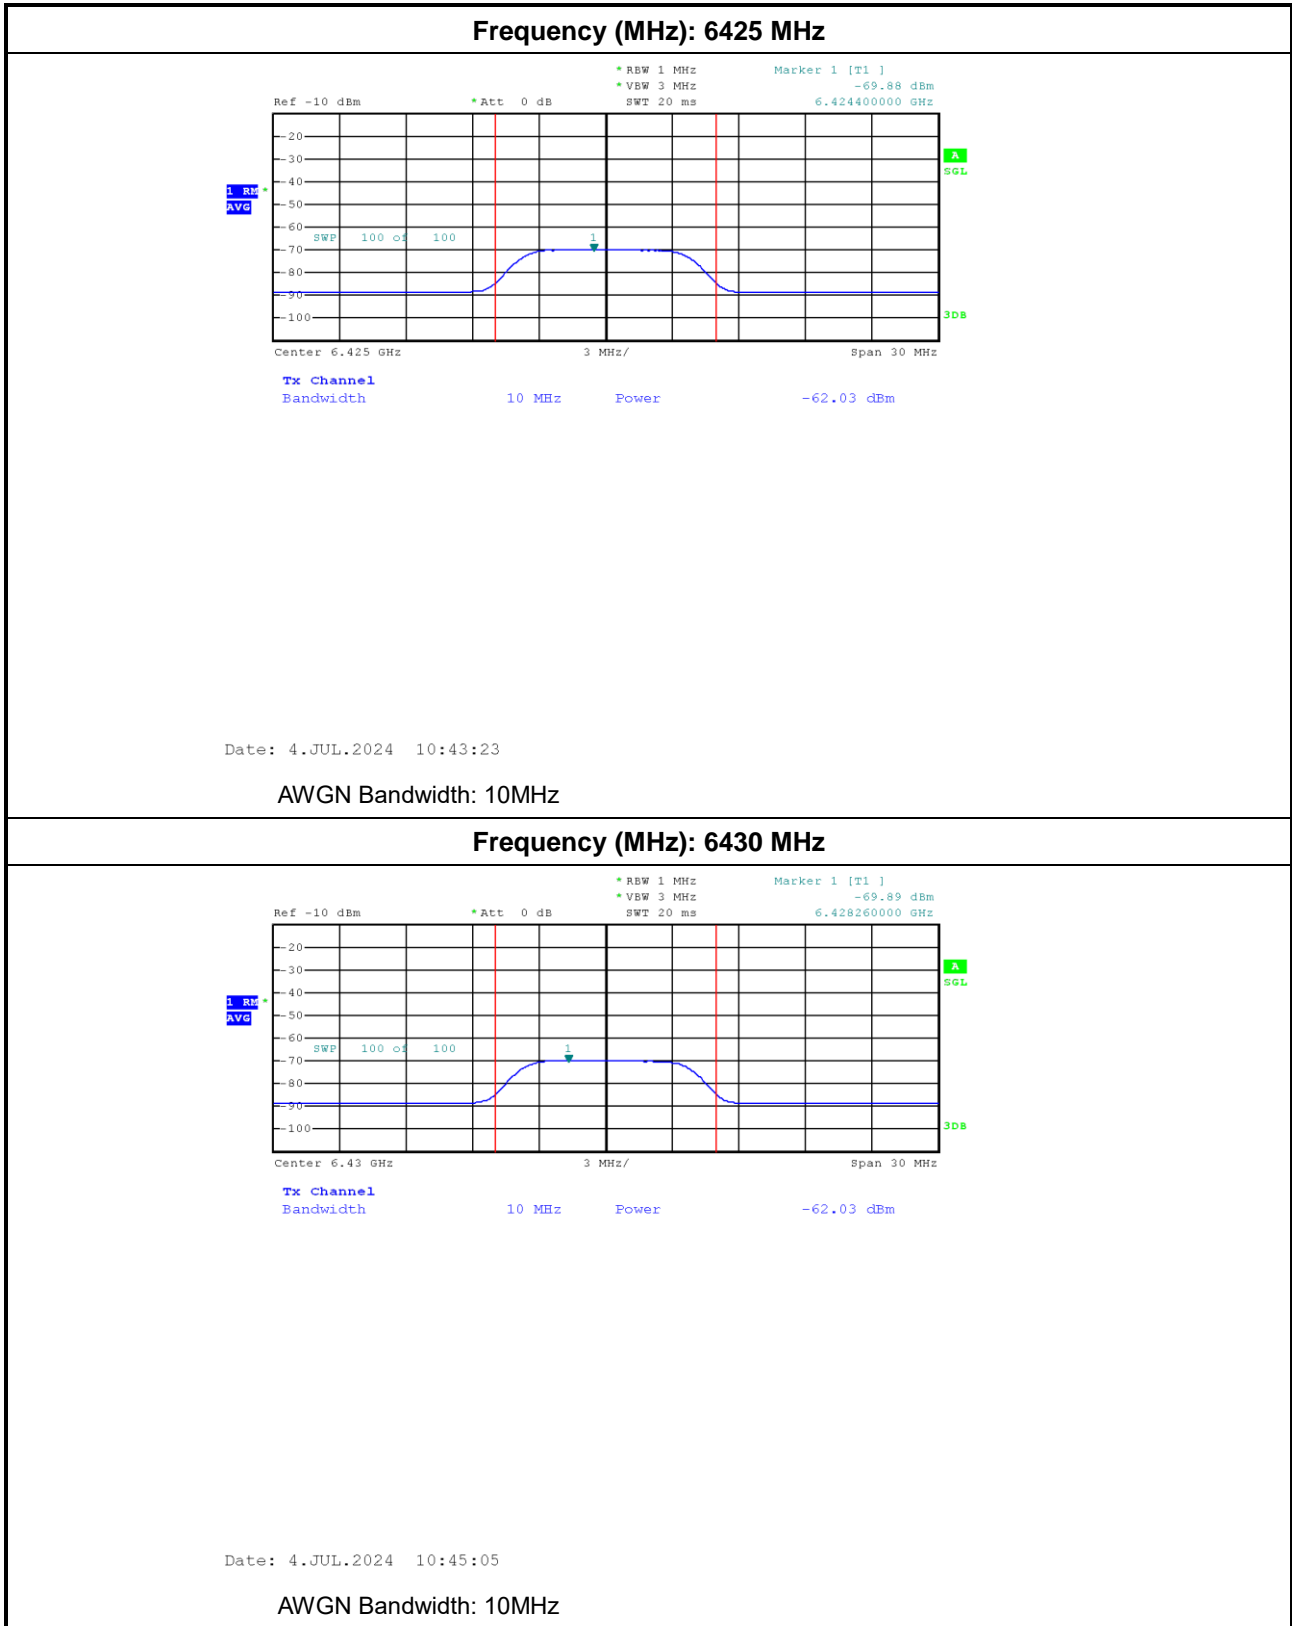 Frequency (MHz): 6425 MHz
* RBW 1 MHz Marker 1 [T1 ]
* VBW 3 MHz -69.88 dBm
Ref -10 dBm * Att 0 dB SWT 20 ms 6.424400000 GHz
-20
A
-30
SGL
-40
1 RM *
-50
AVG
-60
SWP 100 of 100 1
-70
-80
-90
-100
3DB
Center 6.425 GHz 3 MHz/ Span 30 MHz
Tx Channel
Bandwidth 10 MHz Power -62.03 dBm
Date: 4.JUL.2024 10:43:23
AWGN Bandwidth: 10MHz
Frequency (MHz): 6430 MHz
* RBW 1 MHz Marker 1 [T1 ]
* VBW 3 MHz -69.89 dBm
Ref -10 dBm * Att 0 dB SWT 20 ms 6.428260000 GHz
-20
A
-30
SGL
-40
1 RM *
-50
AVG
-60
SWP 100 of 100 1
-70
-80
-90
-100
3DB
Center 6.43 GHz 3 MHz/ Span 30 MHz
Tx Channel
Bandwidth 10 MHz Power -62.03 dBm
Date: 4.JUL.2024 10:45:05
AWGN Bandwidth: 10MHz